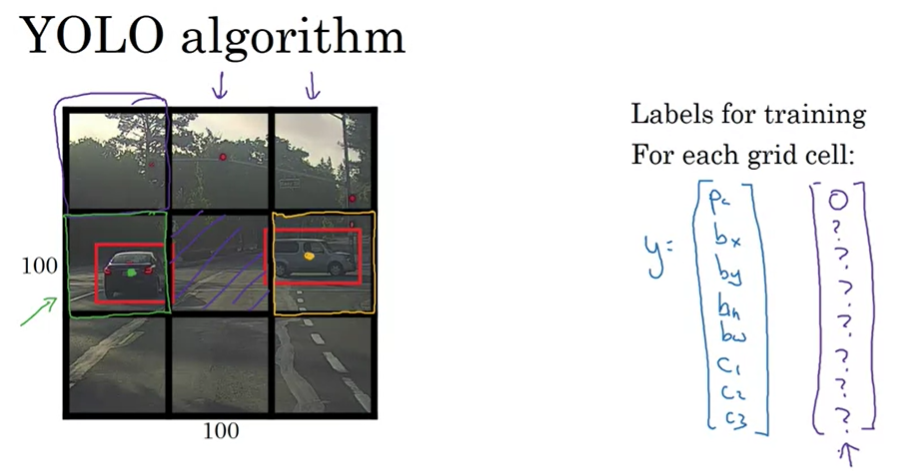 YOLO algorithm
100
100
Labels for training
For each grid cell:
y=
pc
bx
by
bh
bw
c1
c2
c3
0
?
?
?
?
?
?
?